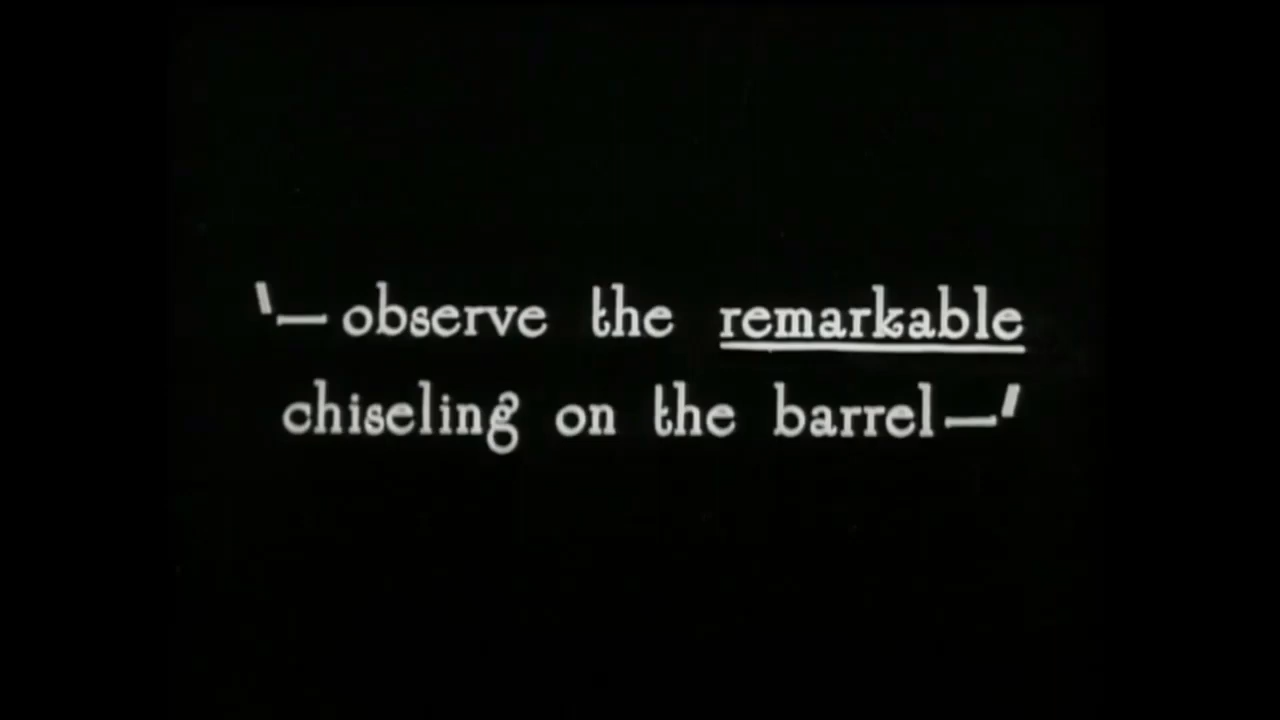 '—observe the remarkable
chiseling on the barrel—'